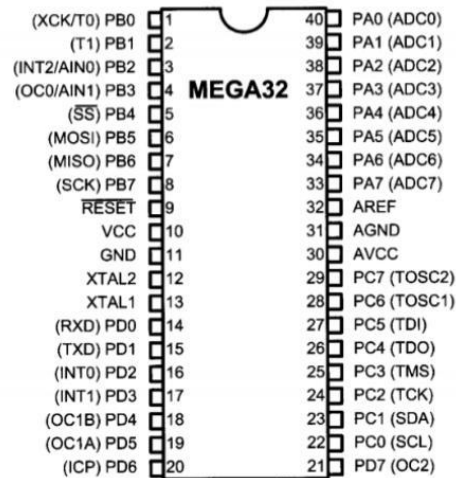 (XCK/T0) PB0 1 40 PA0 (ADC0)
(T1) PB1 2 39 PA1 (ADC1)
(INT2/AIN0) PB2 3 38 PA2 (ADC2)
(OC0/AIN1) PB3 4 MEGA32 37 PA3 (ADC3)
(SS) PB4 5 36 PA4 (ADC4)
(MOSI) PB5 6 35 PA5 (ADC5)
(MISO) PB6 7 34 PA6 (ADC6)
(SCK) PB7 8 33 PA7 (ADC7)
RESET 9 32 AREF
VCC 10 31 AGND
GND 11 30 AVCC
XTAL2 12 29 PC7 (TOSC2)
XTAL1 13 28 PC6 (TOSC1)
(RXD) PD0 14 27 PC5 (TDI)
(TXD) PD1 15 26 PC4 (TDO)
(INT0) PD2 16 25 PC3 (TMS)
(INT1) PD3 17 24 PC2 (TCK)
(OC1B) PD4 18 23 PC1 (SDA)
(OC1A) PD5 19 22 PC0 (SCL)
(ICP) PD6 20 21 PD7 (OC2)